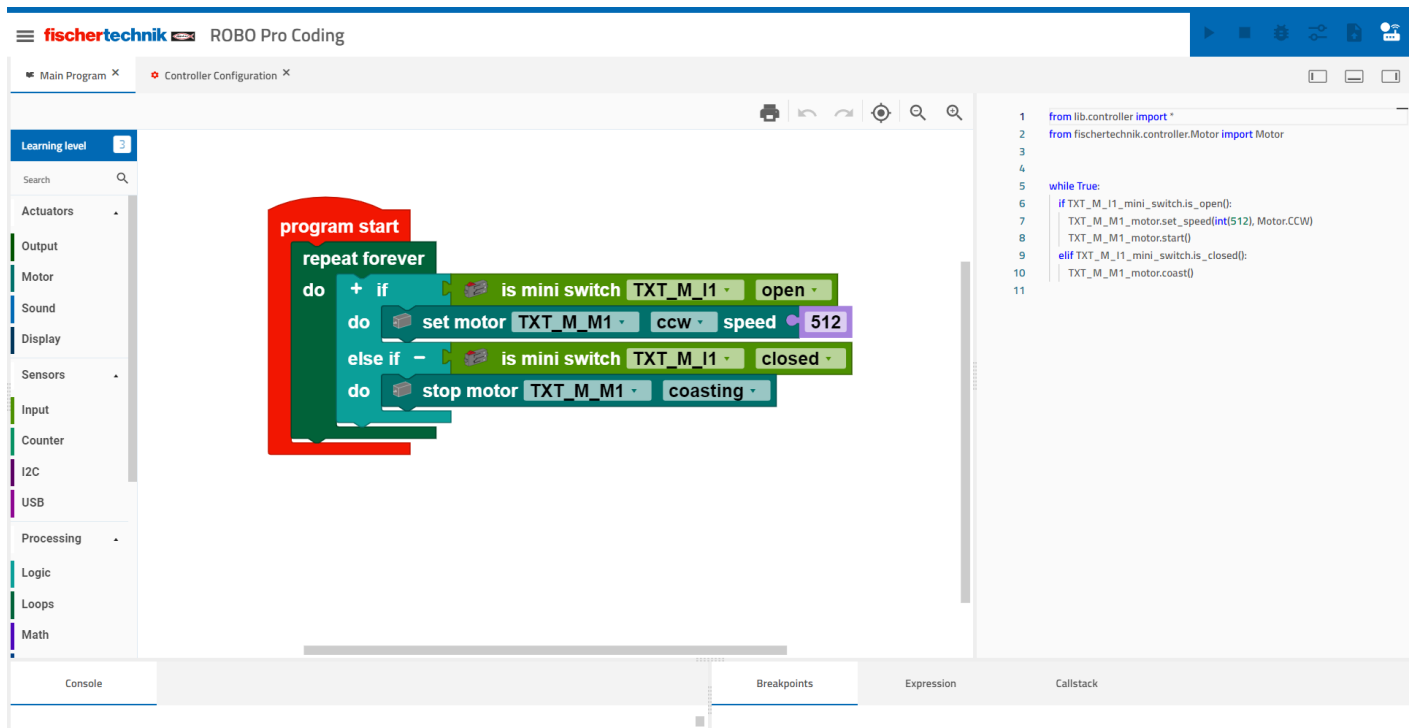 fischertechnik ROBO Pro Coding
Main Program × Controller Configuration ×
Learning level 3
Search
Actuators
Output
Motor
Sound
Display
Sensors
Input
Counter
I2C
USB
Processing
Logic
Loops
Math
program start
repeat forever
do + if is mini switch TXT_M_I1 open
do set motor TXT_M_M1 ccw speed 512
else if − is mini switch TXT_M_I1 closed
do stop motor TXT_M_M1 coasting
1 from lib.controller import *
2 from fischertechnik.controller.Motor import Motor
3
4
5 while True:
6 if TXT_M_I1_mini_switch.is_open():
7 TXT_M_M1_motor.set_speed(int(512), Motor.CCW)
8 TXT_M_M1_motor.start()
9 elif TXT_M_I1_mini_switch.is_closed():
10 TXT_M_M1_motor.coast()
11
Console
Breakpoints Expression Callstack